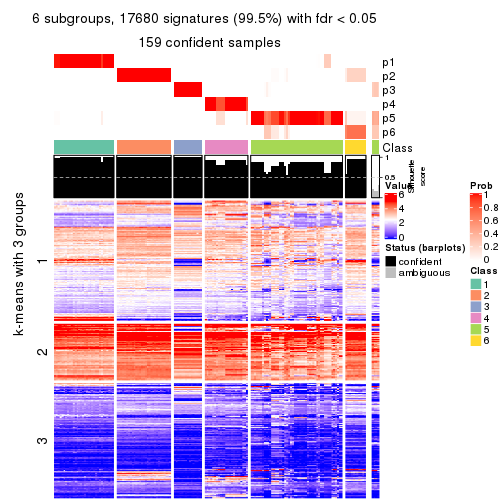 6 subgroups, 17680 signatures (99.5%) with fdr < 0.05
159 confident samples
p1
p2
p3
p4
p5
p6
Class
1
0.5
0
Silhouette
score
k-means with 3 groups
1
2
3
Value
6
4
2
0
Status (barplots)
confident
ambiguous
Prob
1
0.8
0.6
0.4
0.2
0
Class
1
2
3
4
5
6